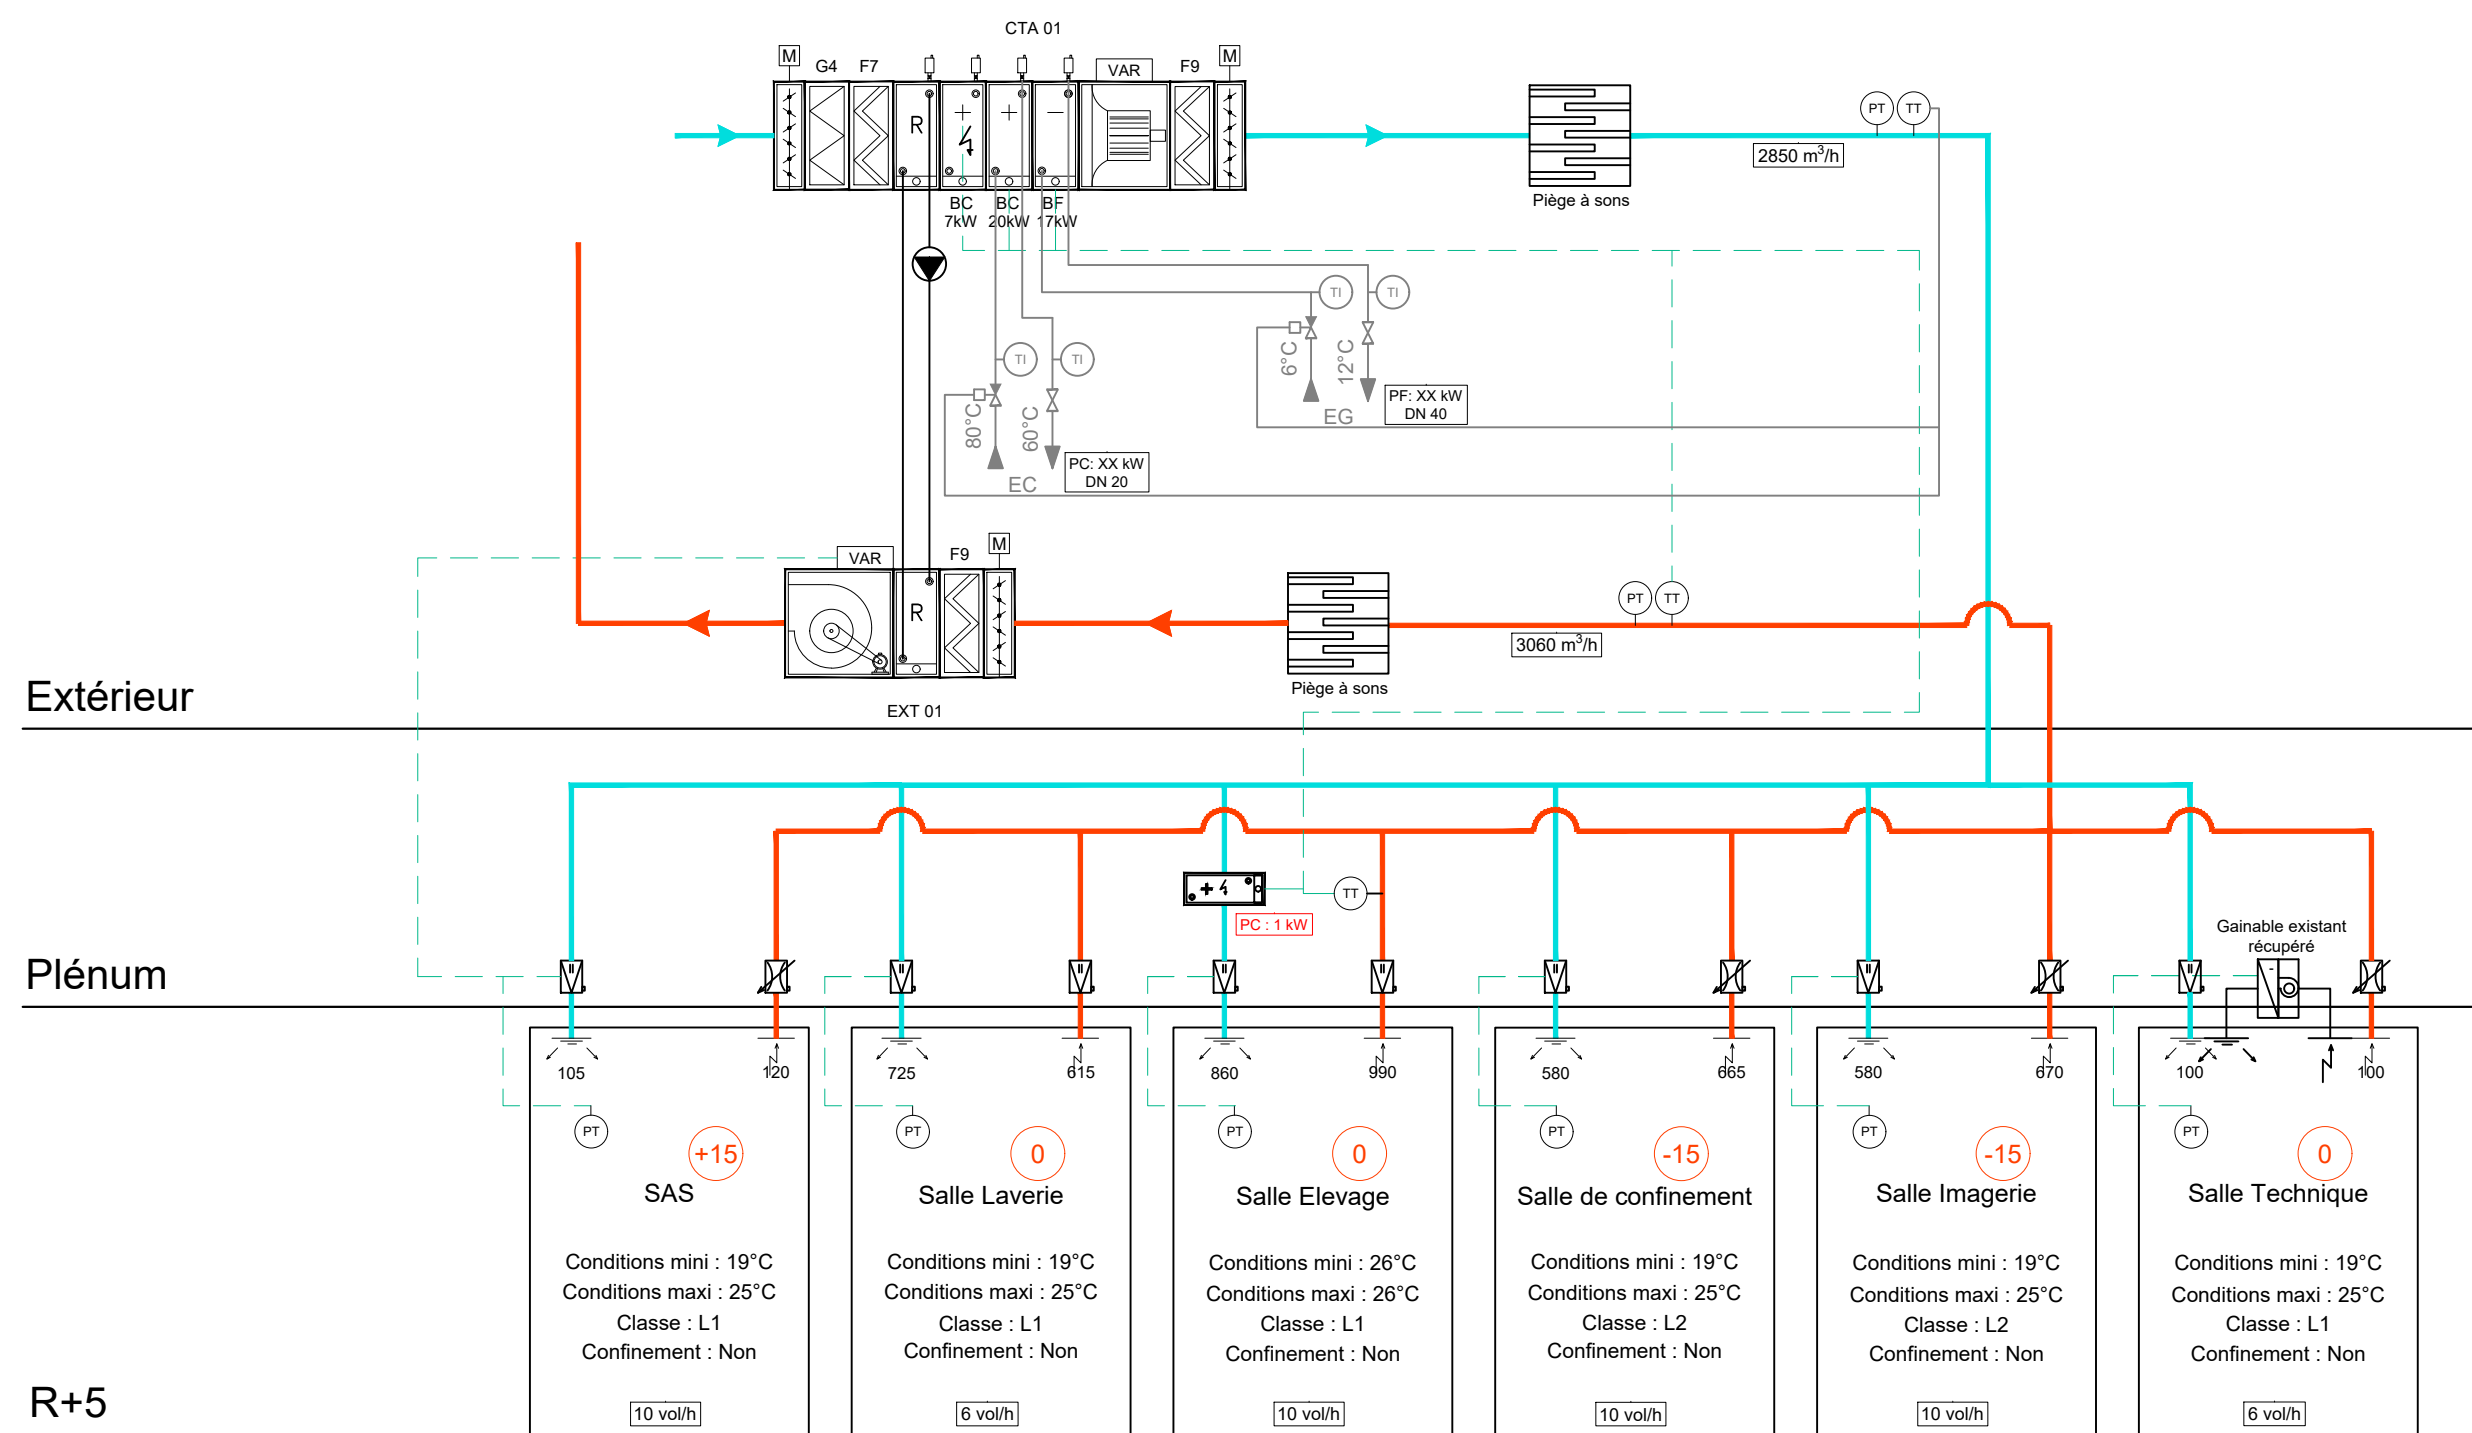 CTA 01
M
G4
F7
VAR
F9
M
R
BC
7kW
BC
20kW
BF
17kW
PT
TT
2850 m³/h
Piège à sons
TI
TI
TI
TI
6°C
12°C
EG
PF: XX kW
DN 40
80°C
60°C
EC
PC: XX kW
DN 20
VAR
F9
M
R
EXT 01
Piège à sons
PT
TT
3060 m³/h
Extérieur
TT
PC : 1 kW
Gainable existant
récupéré
Plénum
105
120
725
615
860
990
580
665
580
670
100
100
PT
PT
PT
PT
PT
PT
+15
0
0
-15
-15
0
SAS
Conditions mini : 19°C
Conditions maxi : 25°C
Classe : L1
Confinement : Non
10 vol/h
Salle Laverie
Conditions mini : 19°C
Conditions maxi : 25°C
Classe : L1
Confinement : Non
6 vol/h
Salle Elevage
Conditions mini : 26°C
Conditions maxi : 26°C
Classe : L1
Confinement : Non
10 vol/h
Salle de confinement
Conditions mini : 19°C
Conditions maxi : 25°C
Classe : L2
Confinement : Non
10 vol/h
Salle Imagerie
Conditions mini : 19°C
Conditions maxi : 25°C
Classe : L2
Confinement : Non
10 vol/h
Salle Technique
Conditions mini : 19°C
Conditions maxi : 25°C
Classe : L1
Confinement : Non
6 vol/h
R+5